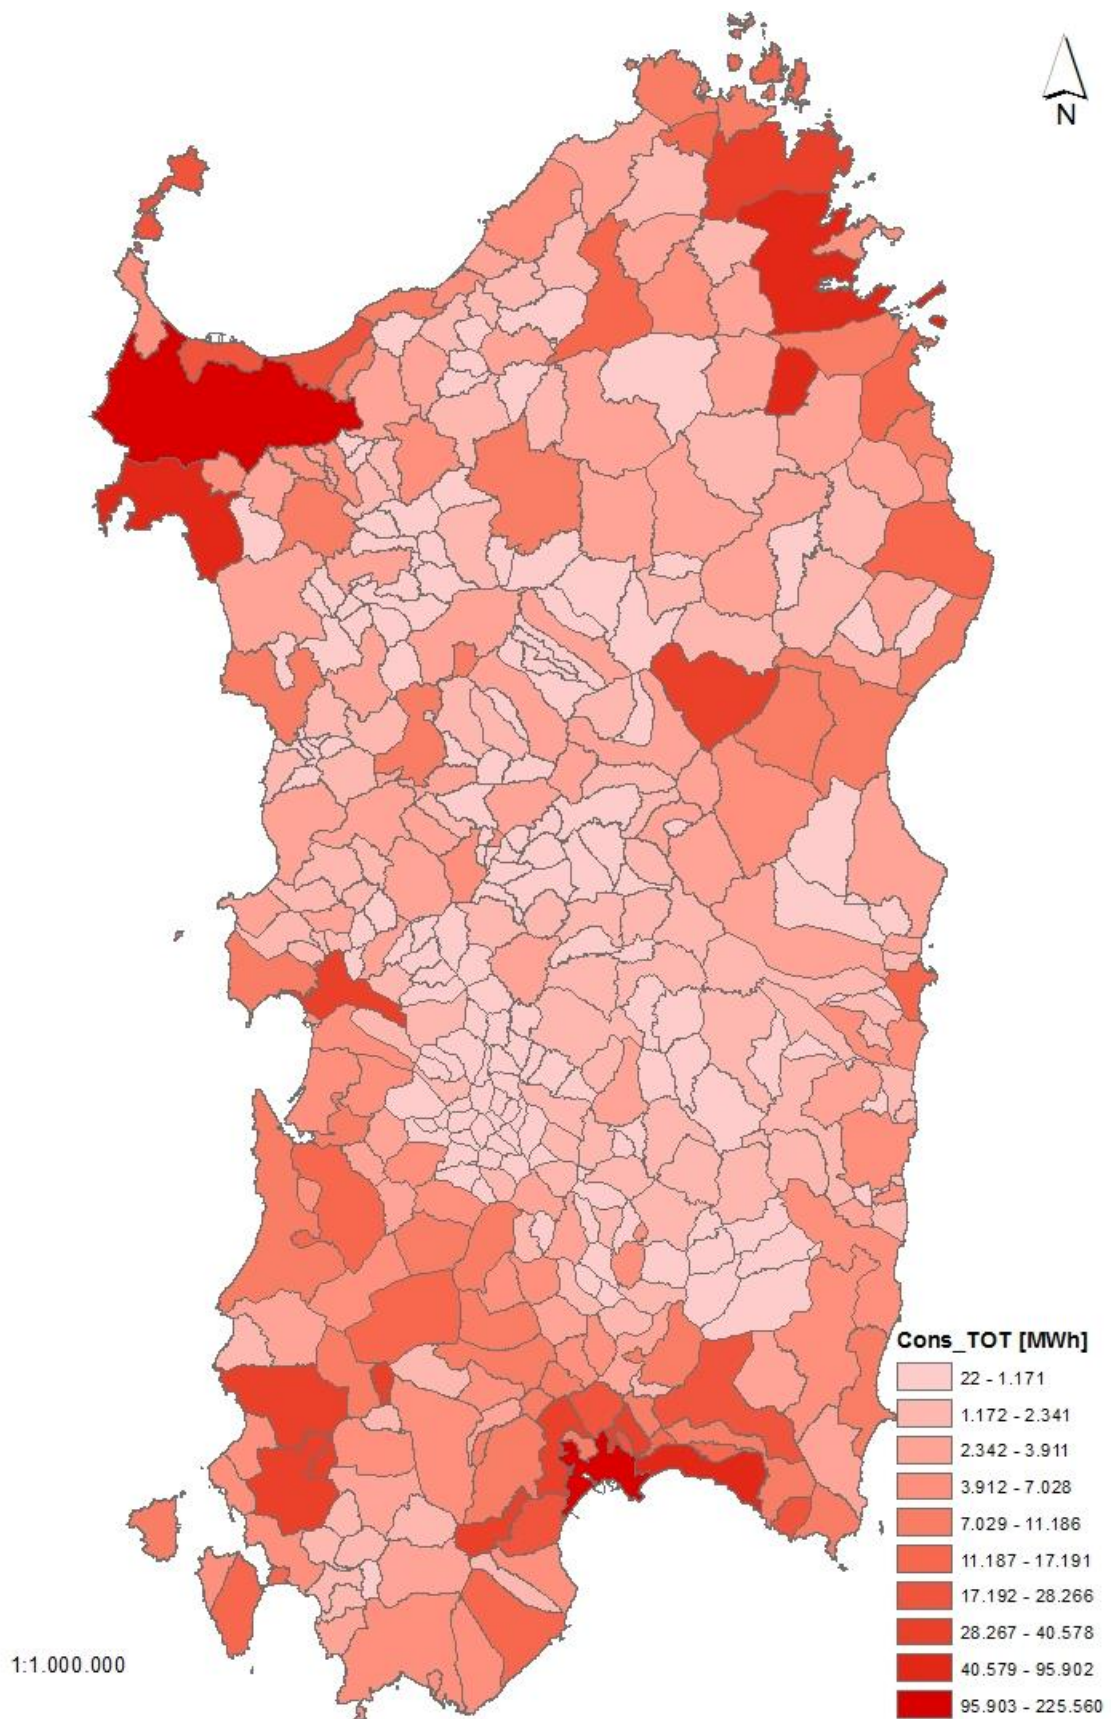 N
Cons_TOT [MWh]
22 - 1.171
1.172 - 2.341
2.342 - 3.911
3.912 - 7.028
7.029 - 11.186
11.187 - 17.191
17.192 - 28.266
28.267 - 40.578
40.579 - 95.902
95.903 - 225.560
1:1.000.000